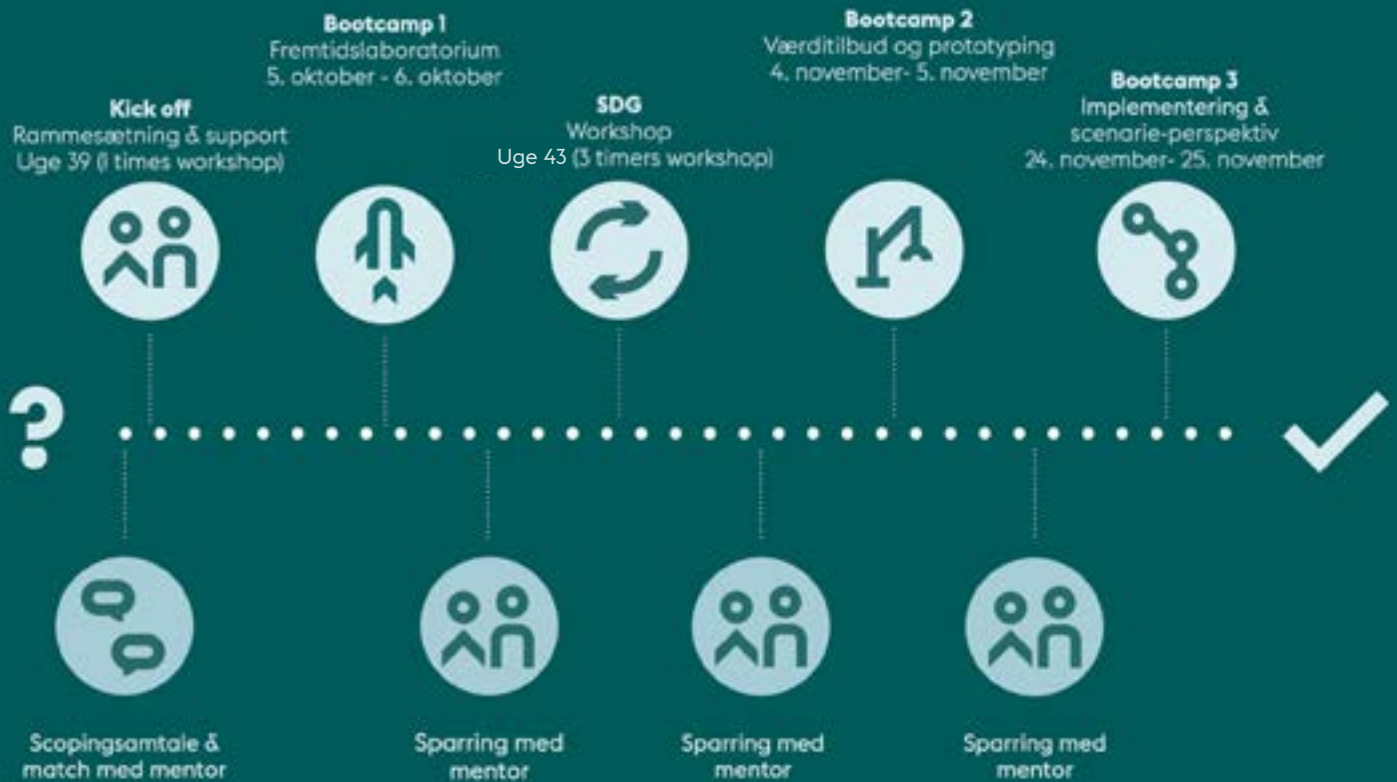 Kick off
Rammesætning & support
Uge 39 (1 times workshop)
Bootcamp 1
Fremtidslaboratorium
5. oktober - 6. oktober
SDG
Workshop
Uge 43 (3 timers workshop)
Bootcamp 2
Værditilbud og prototyping
4. november- 5. november
Bootcamp 3
Implementering &
scenarie-perspektiv
24. november- 25. november
?
Scopingsamtale &
match med mentor
Sparring med
mentor
Sparring med
mentor
Sparring med
mentor